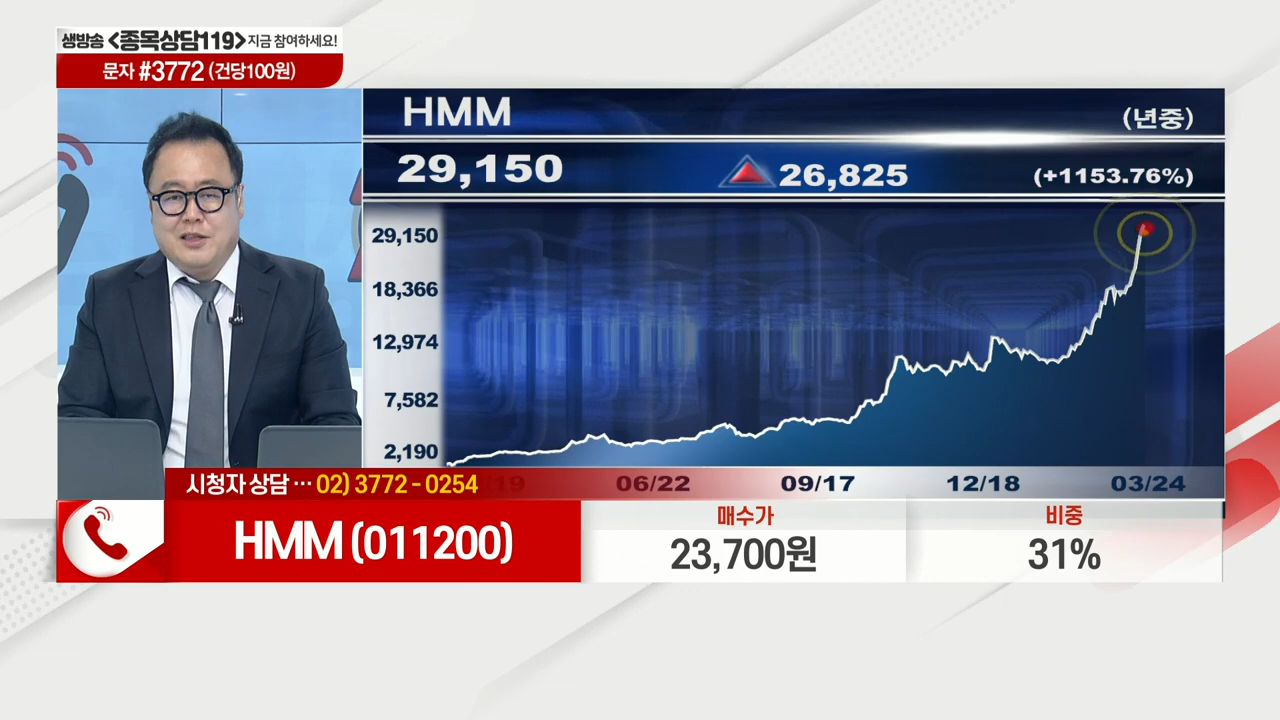 생방송 <종목상담119> 지금 참여하세요!
문자 #3772 (건당100원)
HMM
(년중)
29,150
26,825
(+1153.76%)
29,150
18,366
12,974
7,582
2,190
시청자 상담 … 02) 3772 - 0254
06/22
09/17
12/18
03/24
HMM (011200)
매수가
비중
23,700원
31%